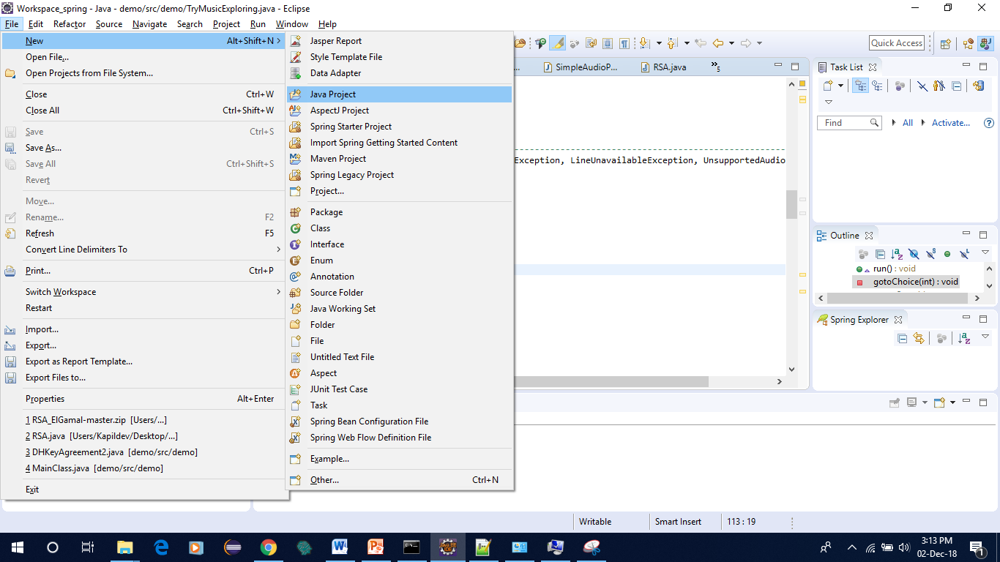 Workspace_spring - Java - demo/src/demo/TryMusicExploring.java - Eclipse
File Edit Refactor Source Navigate Search Project Run Window Help
New Alt+Shift+N
Open File...
Open Projects from File System...
Close Ctrl+W
Close All Ctrl+Shift+W
Save Ctrl+S
Save As...
Save All Ctrl+Shift+S
Revert
Move...
Rename... F2
Refresh F5
Convert Line Delimiters To
Print... Ctrl+P
Switch Workspace
Restart
Import...
Export...
Export as Report Template...
Export Files to...
Properties Alt+Enter
1 RSA_ElGamal-master.zip [Users/...]
2 RSA.java [Users/Kapildev/Desktop/...]
3 DHKeyAgreement2.java [demo/src/demo]
4 MainClass.java [demo/src/demo]
Exit
Jasper Report
Style Template File
Data Adapter
Java Project
AspectJ Project
Spring Starter Project
Import Spring Getting Started Content
Maven Project
Spring Legacy Project
Project...
Package
Class
Interface
Enum
Annotation
Source Folder
Java Working Set
Folder
File
Untitled Text File
Aspect
JUnit Test Case
Task
Spring Bean Configuration File
Spring Web Flow Definition File
Example...
Other... Ctrl+N
Quick Access
... SimpleAudioP... RSA.java »5
Exception, LineUnavailableException, UnsupportedAudio
Task List
Find All Activate...
Outline
run() : void
gotoChoice(int) : void
Spring Explorer
Writable Smart Insert 113 : 19
3:13 PM
02-Dec-18
1